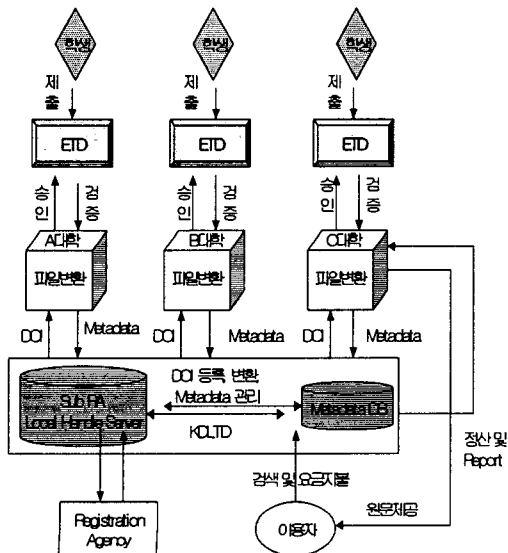 학생 학생 학생
제출 제출 제출
ETD ETD ETD
승인 검증 승인 검증 승인 검증
A대학 B대학 C대학
파일변환 파일변환 파일변환
DOI Metadata DOI Metadata DOI Metadata
DOI 등록, 변환,
Metadata 관리
Sub RA
Local Handle Server
Metadata DB
KDLTD
정산 및
Report
검색 및 요금지불
원문제공
Registration
Agency
이용자